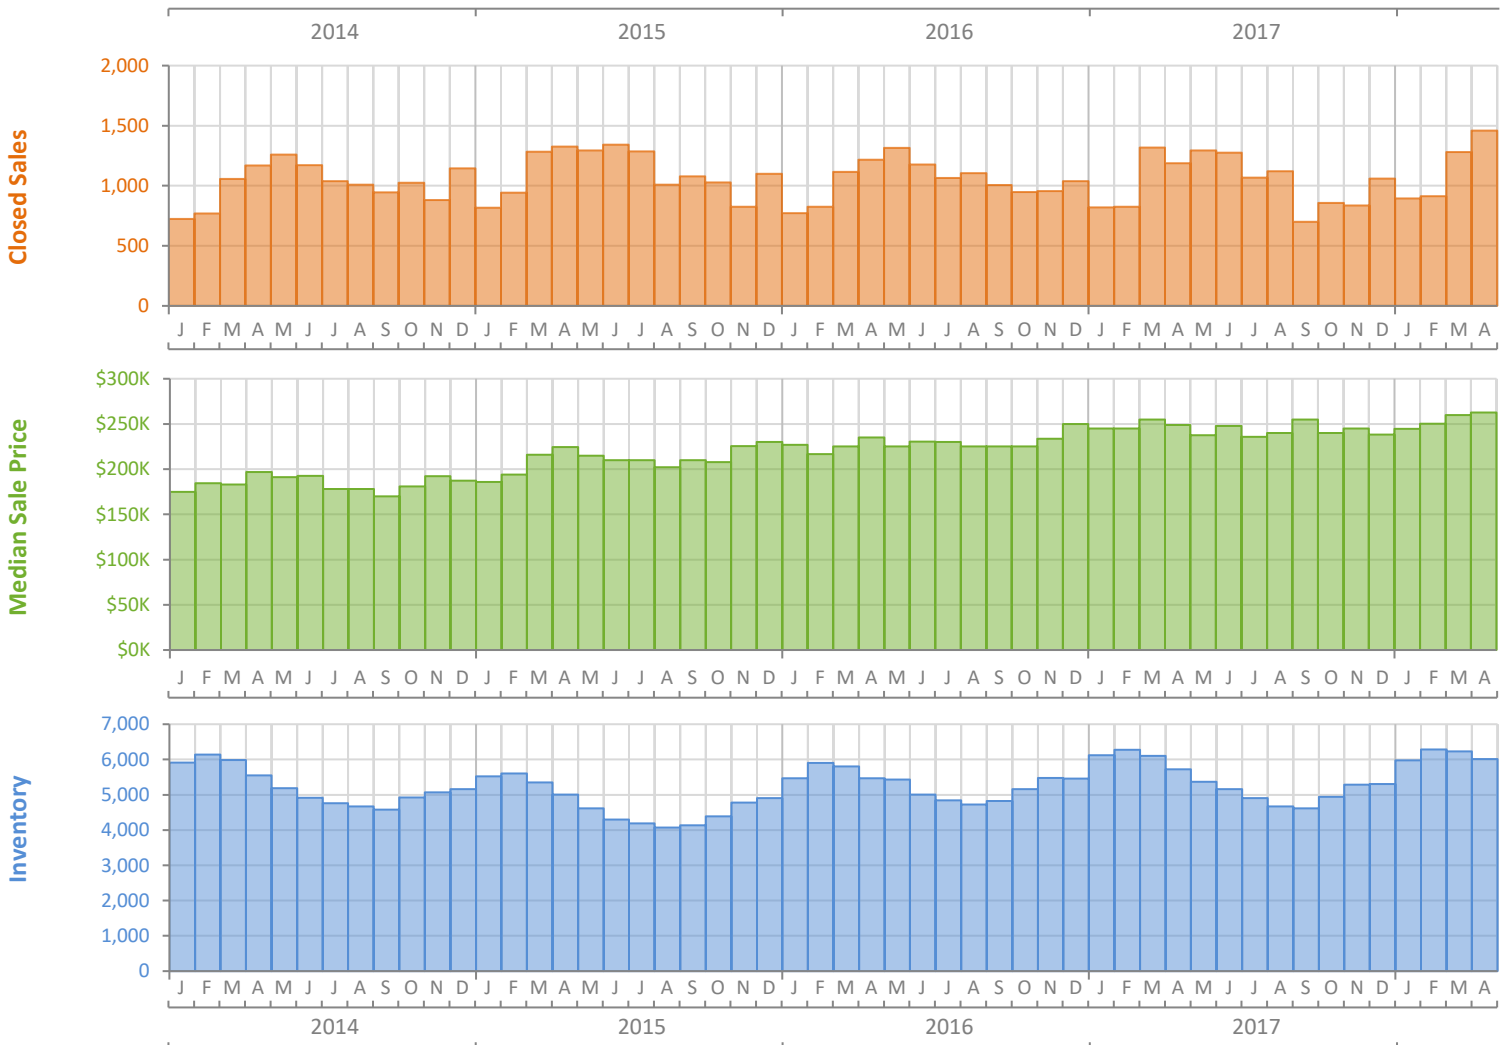 2014 2015 2016 2017
Closed Sales
2,000
1,500
1,000
500
0
J F M A M J J A S O N D J F M A M J J A S O N D J F M A M J J A S O N D J F M A M J J A S O N D J F M A
Median Sale Price
$300K
$250K
$200K
$150K
$100K
$50K
$0K
J F M A M J J A S O N D J F M A M J J A S O N D J F M A M J J A S O N D J F M A M J J A S O N D J F M A
Inventory
7,000
6,000
5,000
4,000
3,000
2,000
1,000
0
J F M A M J J A S O N D J F M A M J J A S O N D J F M A M J J A S O N D J F M A M J J A S O N D J F M A
2014 2015 2016 2017